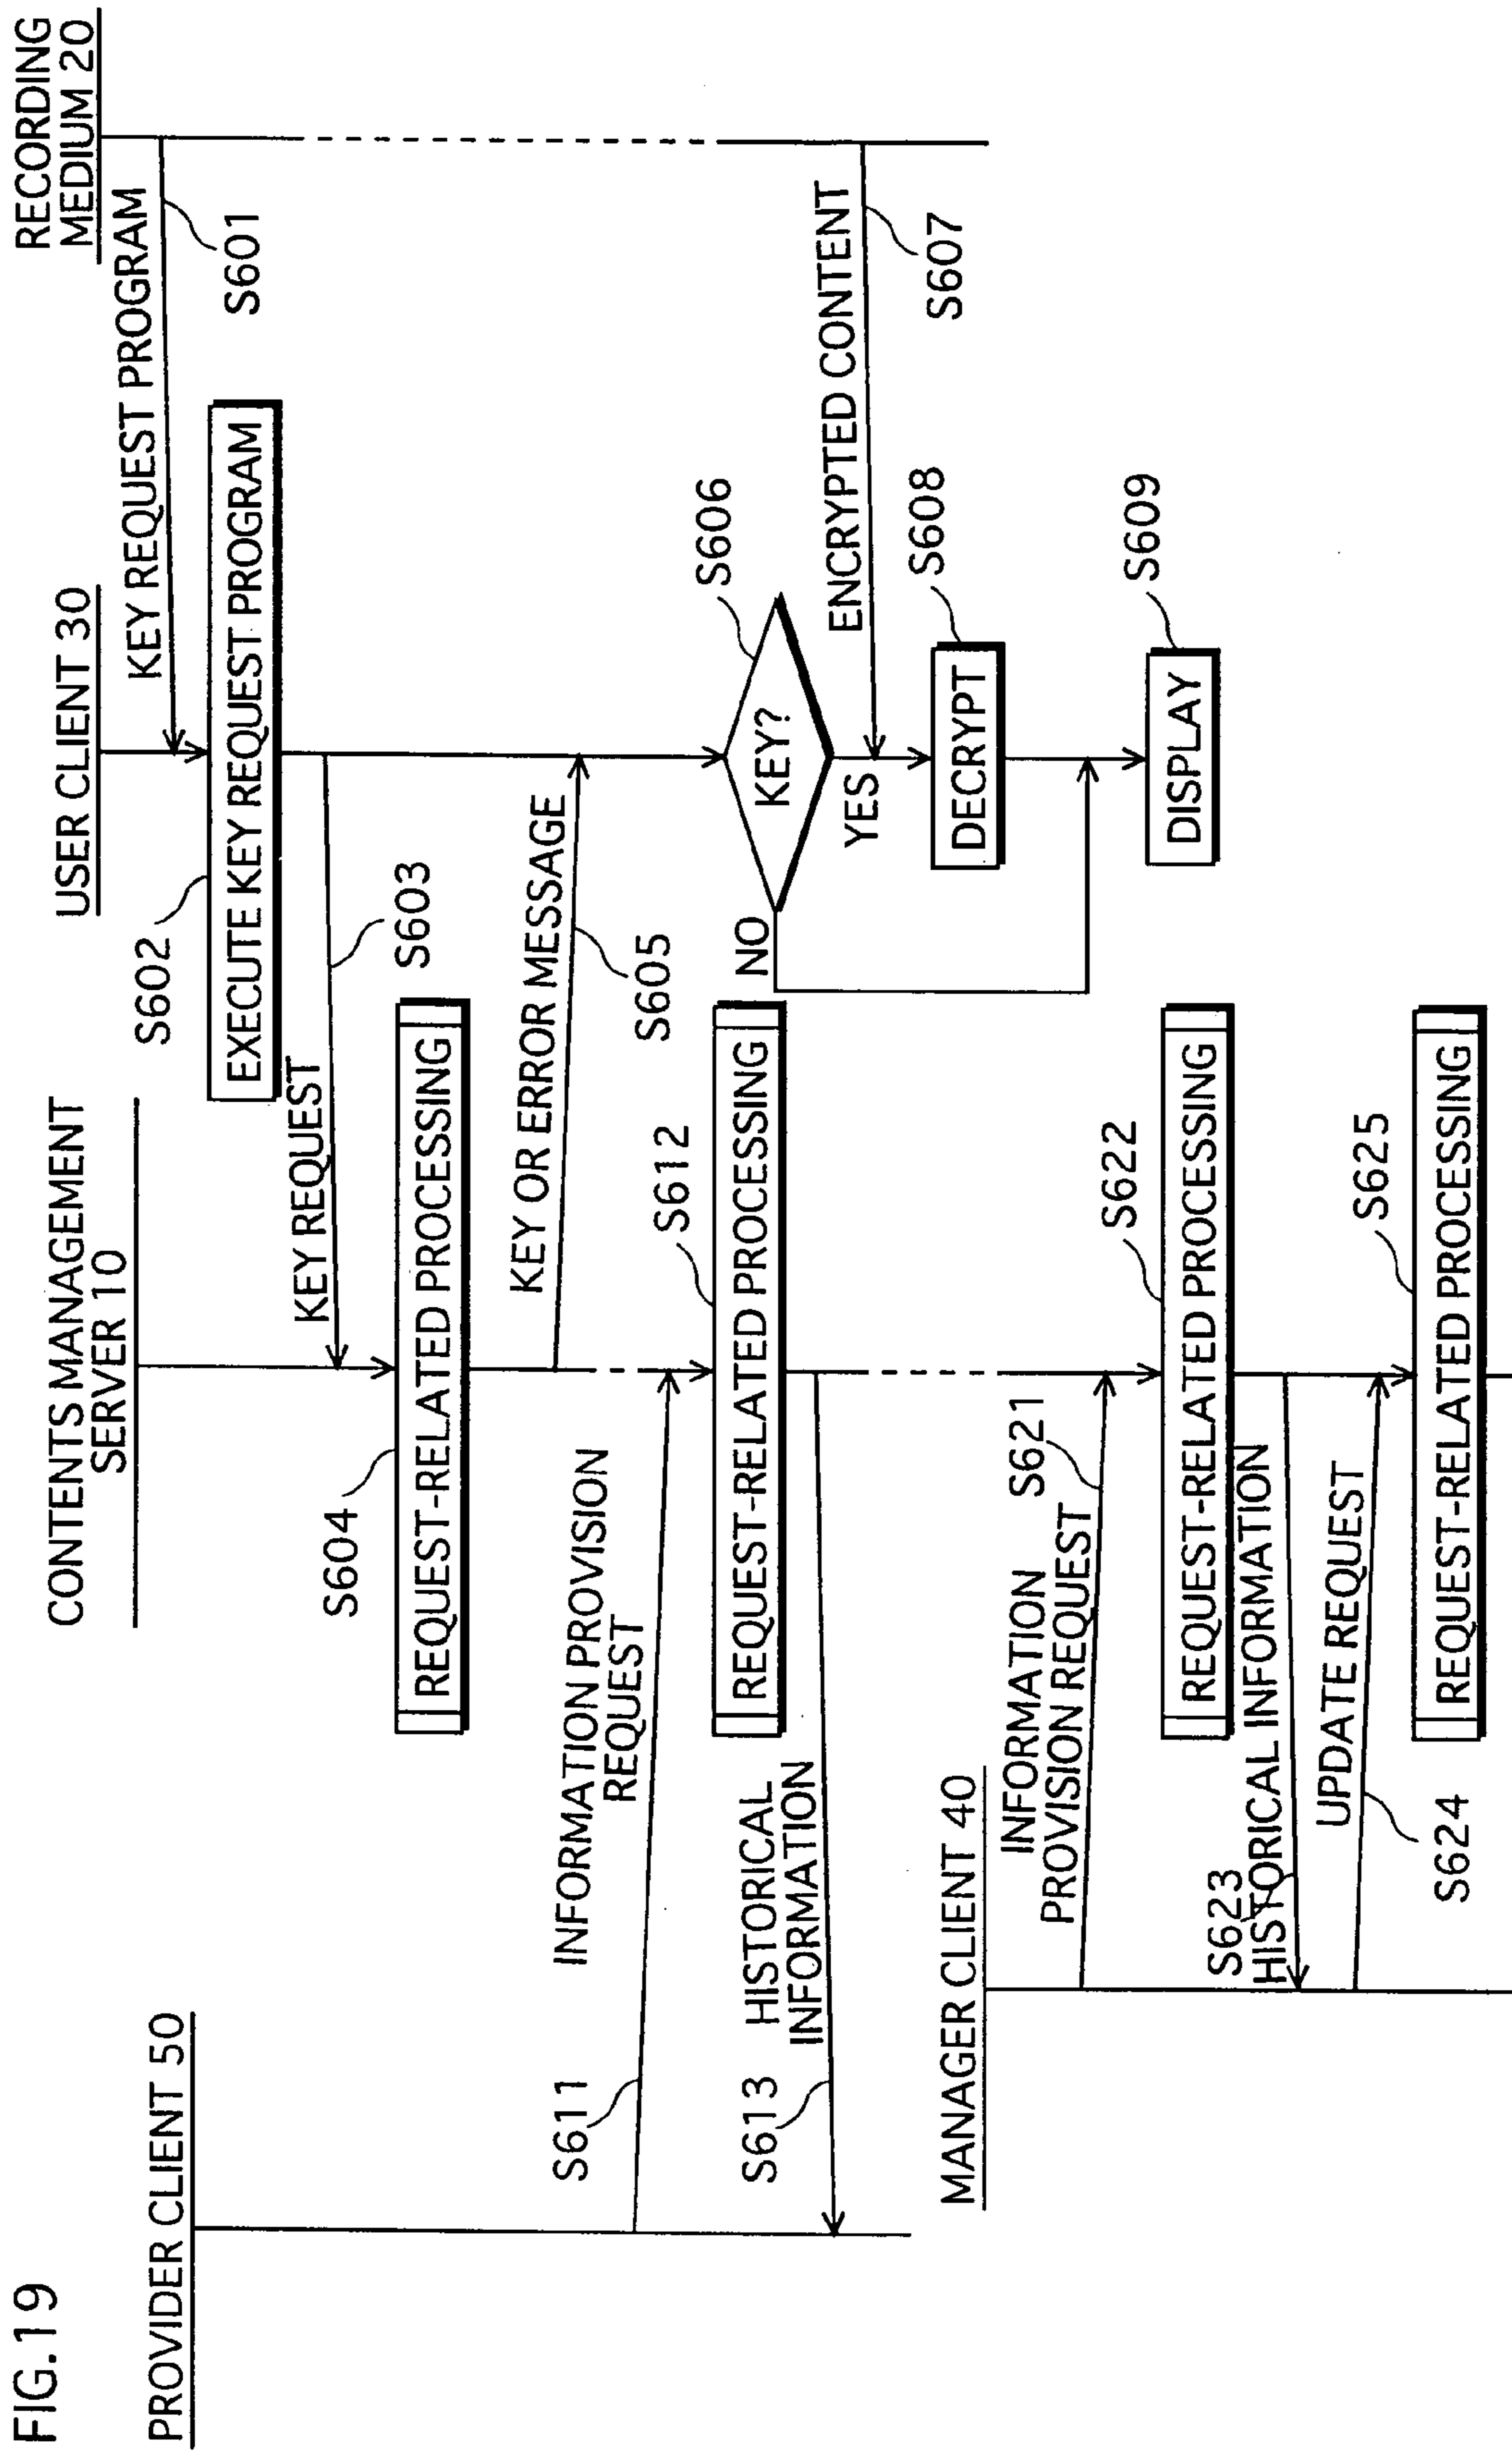 FIG.19
PROVIDER CLIENT 50
CONTENTS MANAGEMENT
SERVER 10
USER CLIENT 30
RECORDING
MEDIUM 20
KEY REQUEST PROGRAM
S601
S602
EXECUTE KEY REQUEST PROGRAM
KEY REQUEST
S603
S604
REQUEST-RELATED PROCESSING
KEY OR ERROR MESSAGE
S605
S611
INFORMATION PROVISION
REQUEST
S612
REQUEST-RELATED PROCESSING
S606
KEY?
NO
YES
S613
HISTORICAL
INFORMATION
ENCRYPTED CONTENT
S607
S608
DECRYPT
MANAGER CLIENT 40
INFORMATION
PROVISION REQUEST
S621
S609
DISPLAY
S622
REQUEST-RELATED PROCESSING
S623
HISTORICAL INFORMATION
UPDATE REQUEST
S624
S625
REQUEST-RELATED PROCESSING